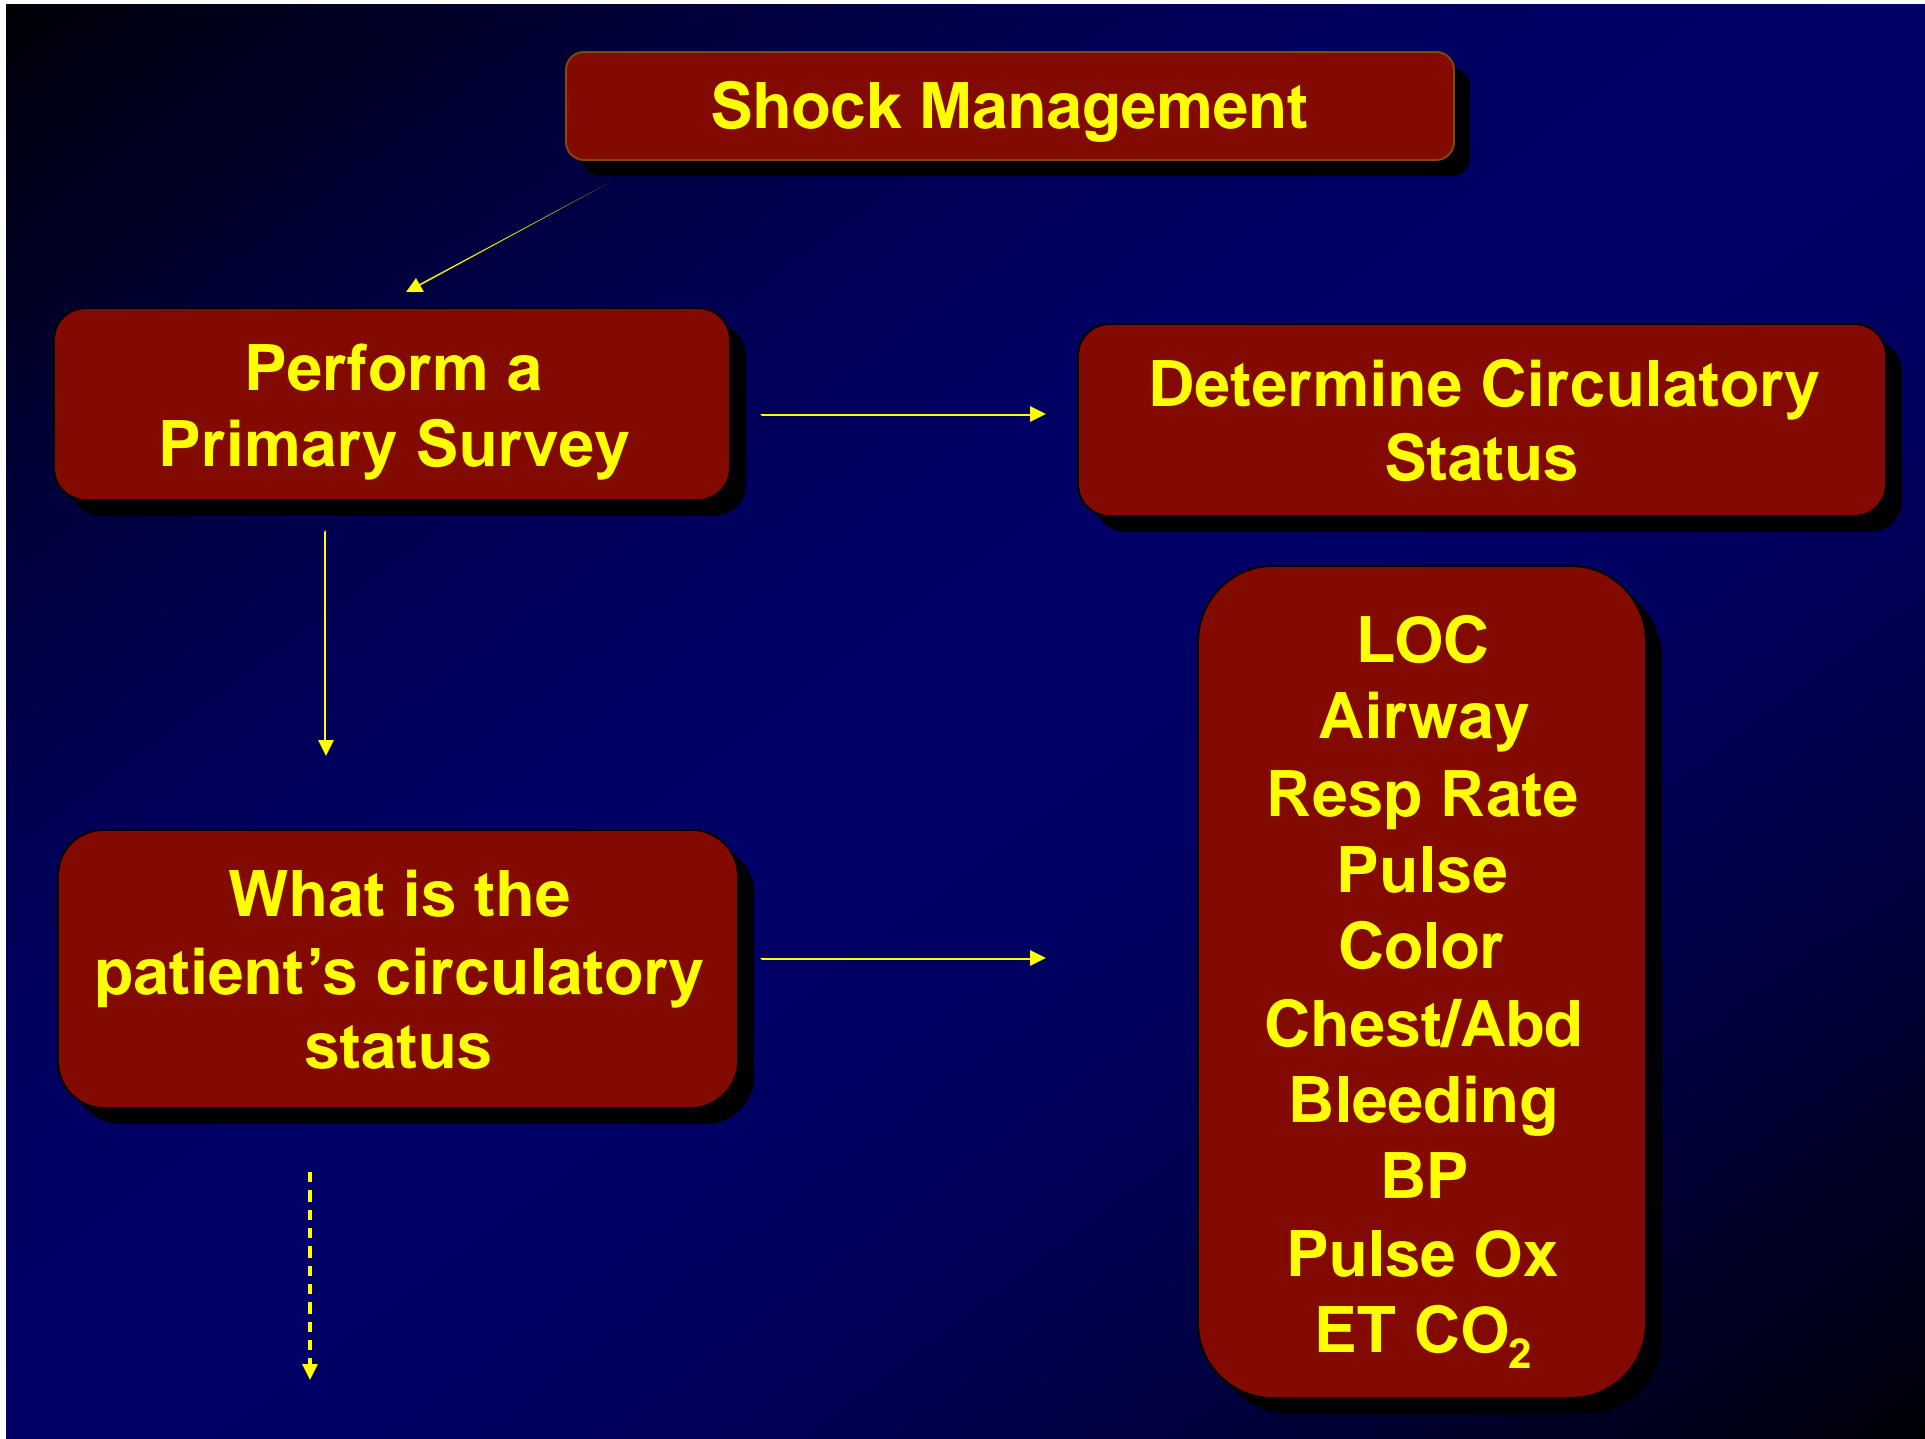 Shock Management
Perform a
Primary Survey
Determine Circulatory
Status
What is the
patient’s circulatory
status
LOC
Airway
Resp Rate
Pulse
Color
Chest/Abd
Bleeding
BP
Pulse Ox
ET CO₂